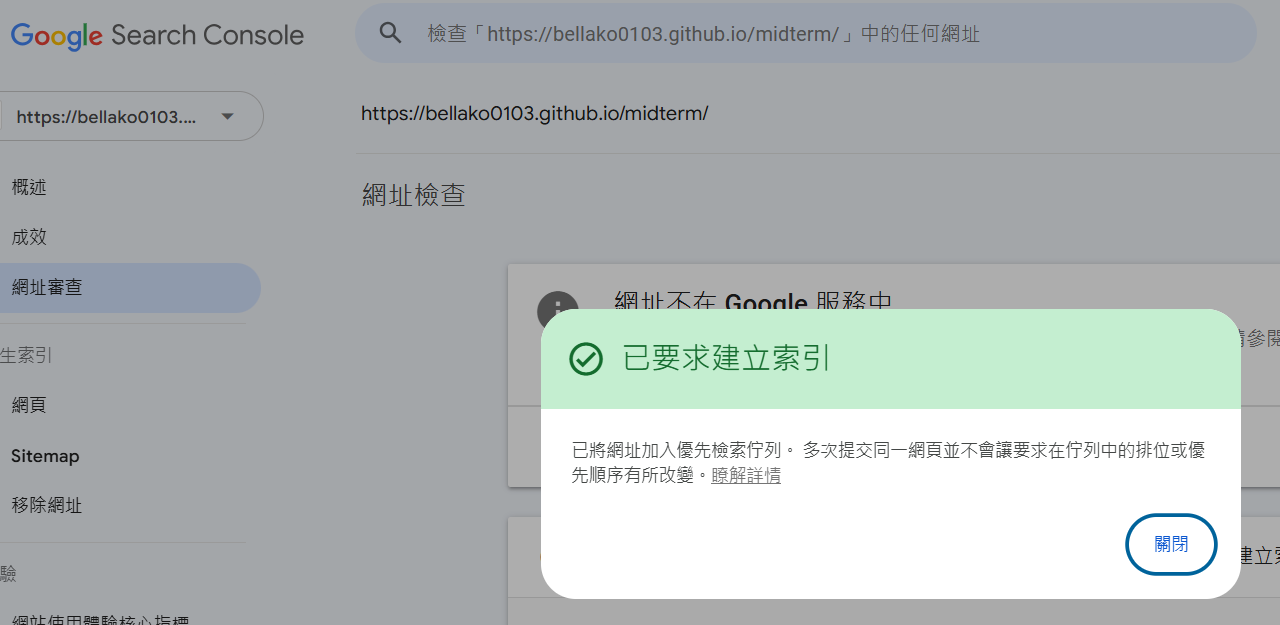 Google Search Console
檢查「https://bellako0103.github.io/midterm/」中的任何網址
https://bellako0103....
https://bellako0103.github.io/midterm/
概述
網址檢查
成效
網址審查
網址不在 Google 服務中
請參閱
已要求建立索引
生索引
網頁
已將網址加入優先檢索佇列。 多次提交同一網頁並不會讓要求在佇列中的排位或優
先順序有所改變。瞭解詳情
Sitemap
移除網址
關閉
建立索
驗
網站使用體驗核心指標